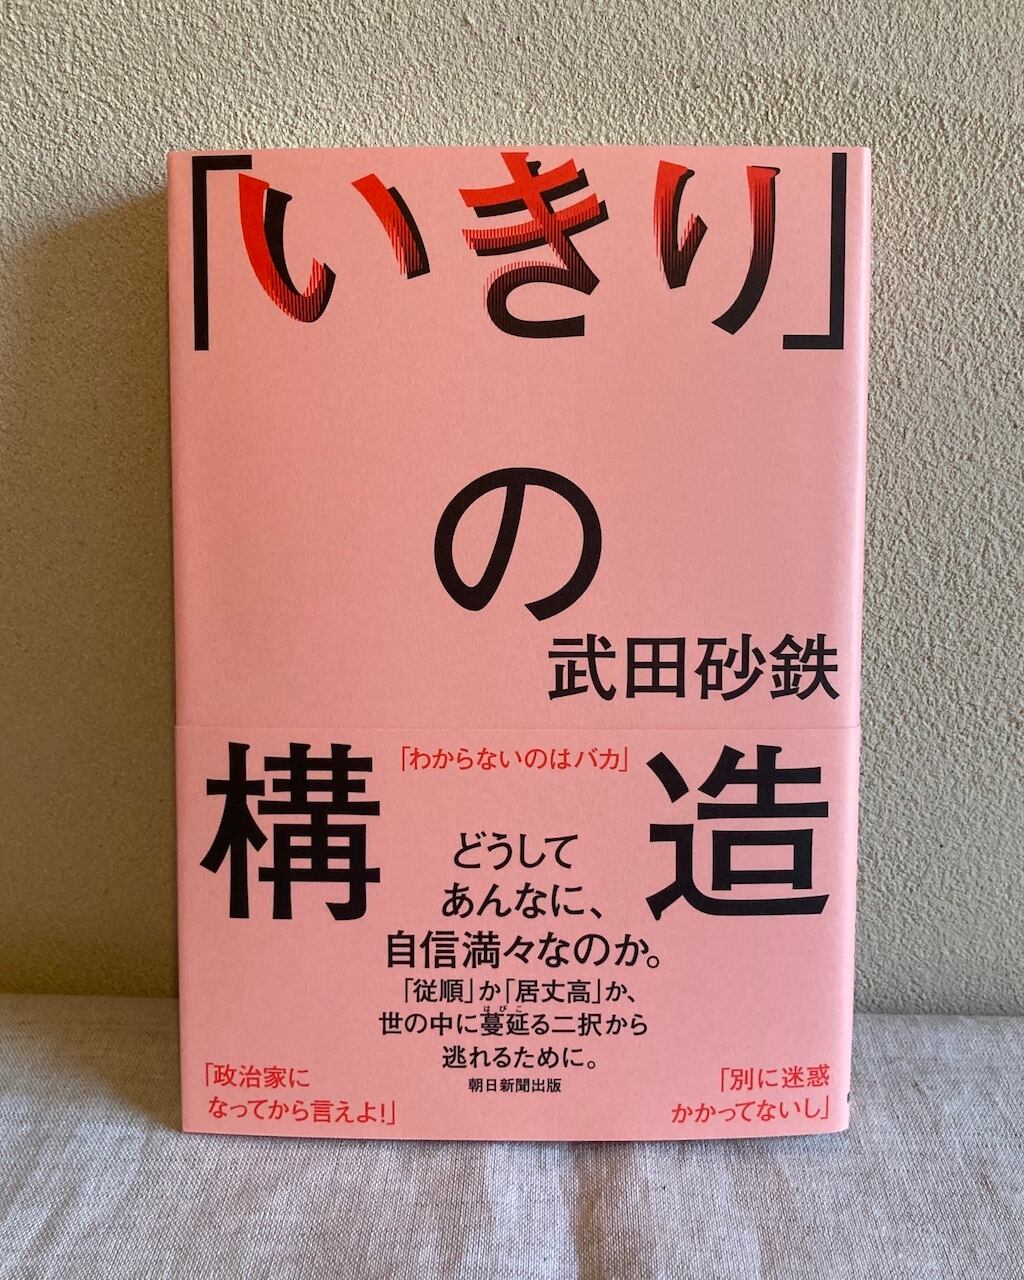 「いきり」
の
武田砂鉄
構造
「わからないのはバカ」
どうして
あんなに、
自信満々なのか。
「従順」か「居丈高」か、
はびこ
世の中に蔓延る二択から
逃れるために。
朝日新聞出版
「政治家に
なってから言えよ!」
「別に迷惑
かかってないし」